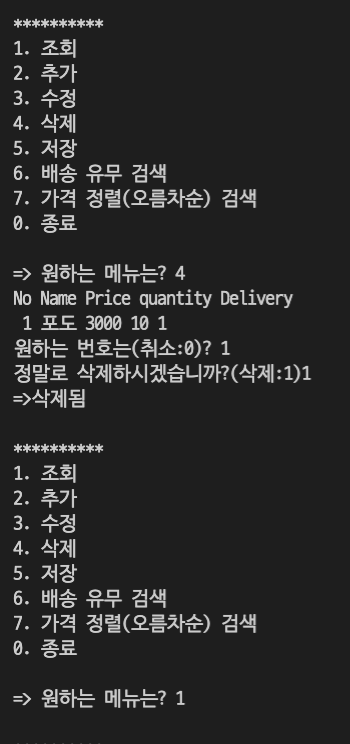 **********
1. 조회
2. 추가
3. 수정
4. 삭제
5. 저장
6. 배송 유무 검색
7. 가격 정렬(오름차순) 검색
0. 종료
=> 원하는 메뉴는? 4
No Name Price quantity Delivery
1 포도 3000 10 1
원하는 번호는(취소:0)? 1
정말로 삭제하시겠습니까?(삭제:1)1
=>삭제됨
**********
1. 조회
2. 추가
3. 수정
4. 삭제
5. 저장
6. 배송 유무 검색
7. 가격 정렬(오름차순) 검색
0. 종료
=> 원하는 메뉴는? 1
**********